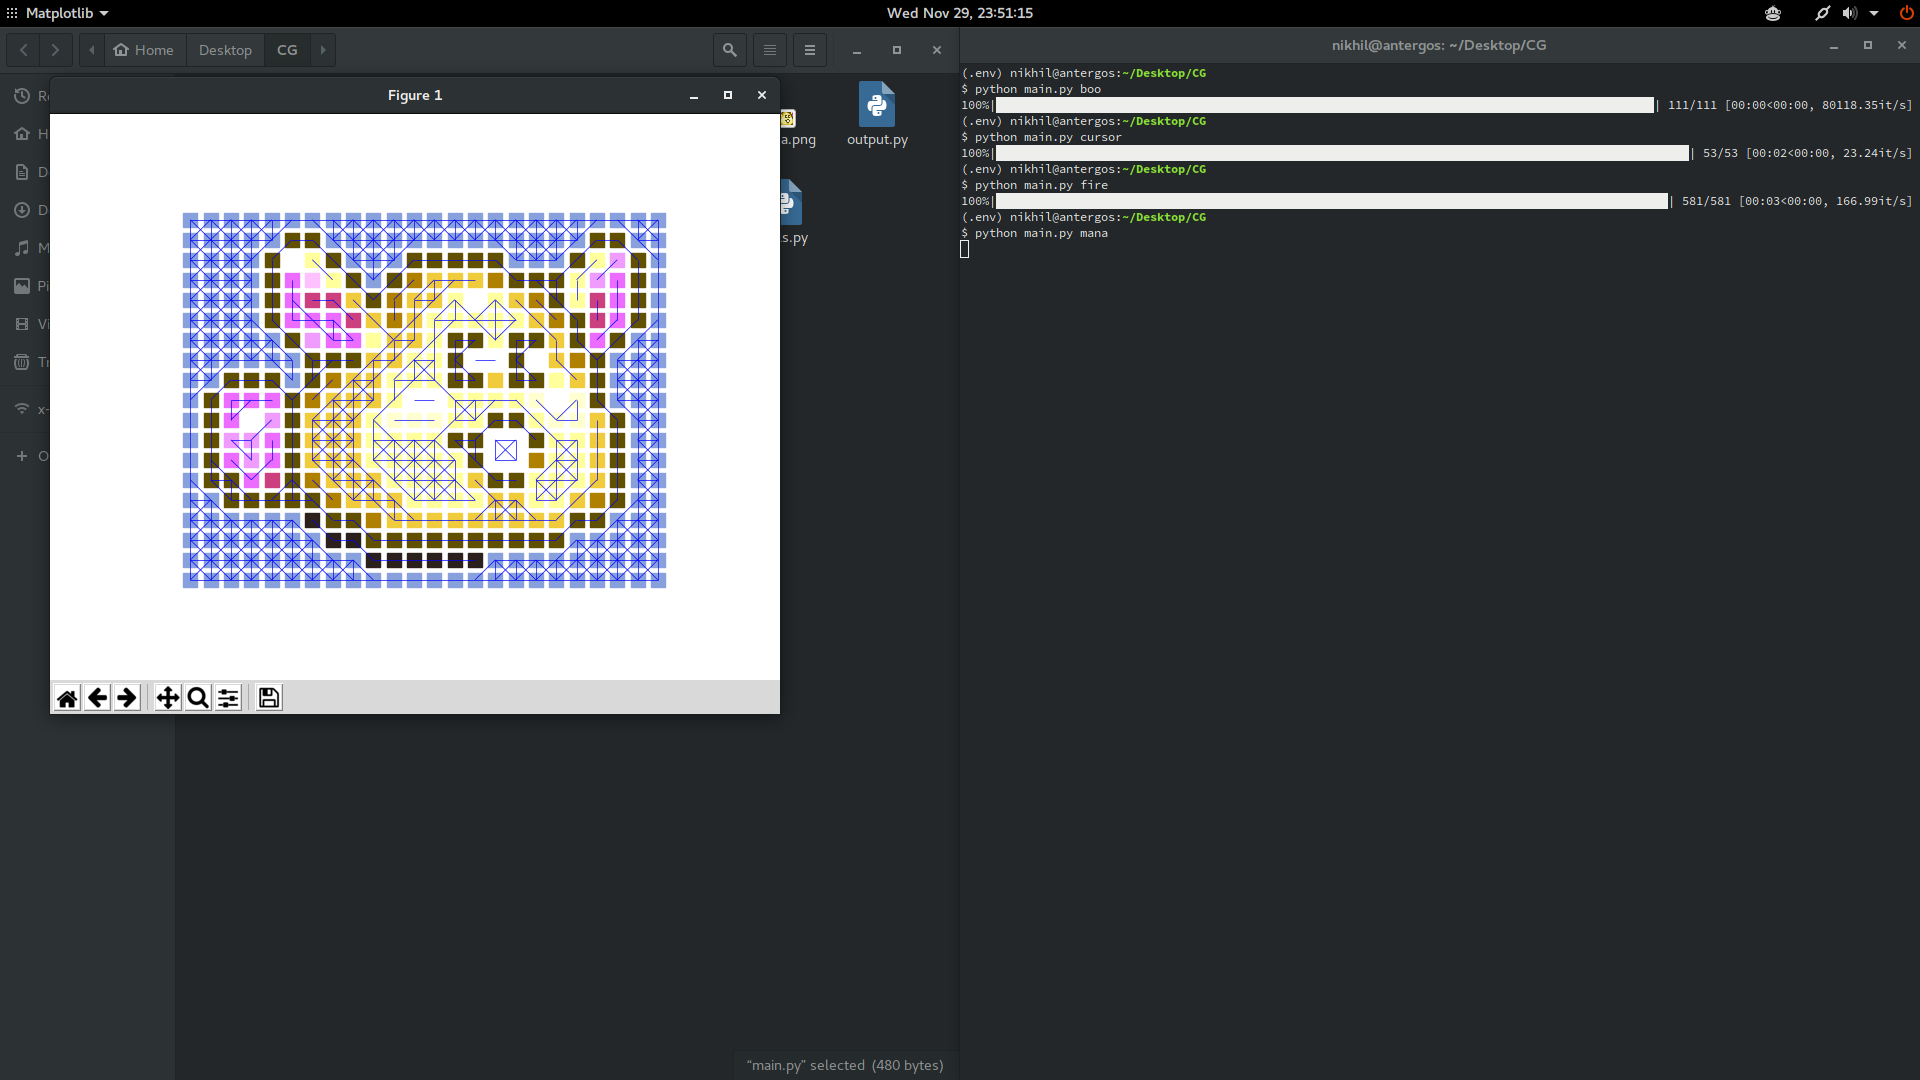 Matplotlib
Wed Nov 29, 23:51:15
Home
Desktop
CG
Figure 1
a.png
output.py
s.py
“main.py” selected (480 bytes)
nikhil@antergos: ~/Desktop/CG
(.env) nikhil@antergos:~/Desktop/CG
$ python main.py boo
100%| | 111/111 [00:00<00:00, 80118.35it/s]
(.env) nikhil@antergos:~/Desktop/CG
$ python main.py cursor
100%| | 53/53 [00:02<00:00, 23.24it/s]
(.env) nikhil@antergos:~/Desktop/CG
$ python main.py fire
100%| | 581/581 [00:03<00:00, 166.99it/s]
(.env) nikhil@antergos:~/Desktop/CG
$ python main.py mana